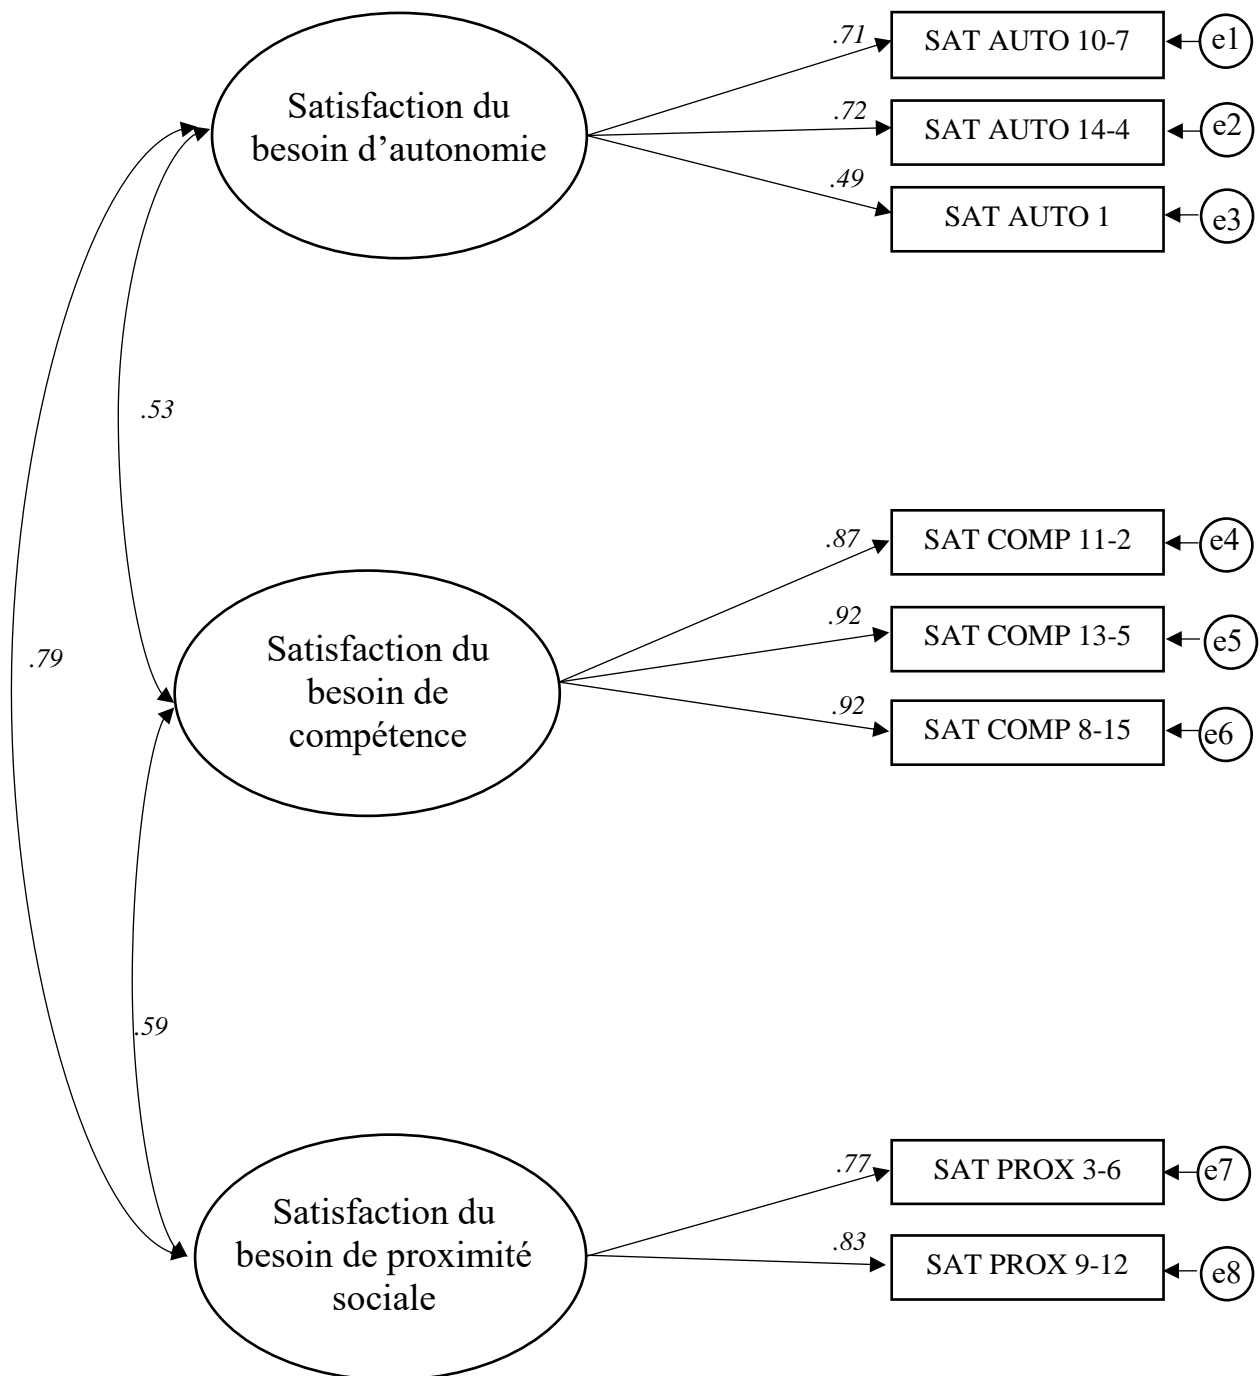 .71
SAT AUTO 10-7
e1
Satisfaction du
besoin d’autonomie
.72
SAT AUTO 14-4
e2
.49
SAT AUTO 1
e3
.53
.87
SAT COMP 11-2
e4
.92
SAT COMP 13-5
e5
Satisfaction du
besoin de
compétence
.79
.92
SAT COMP 8-15
e6
.59
.77
SAT PROX 3-6
e7
Satisfaction du
besoin de proximité
sociale
.83
SAT PROX 9-12
e8